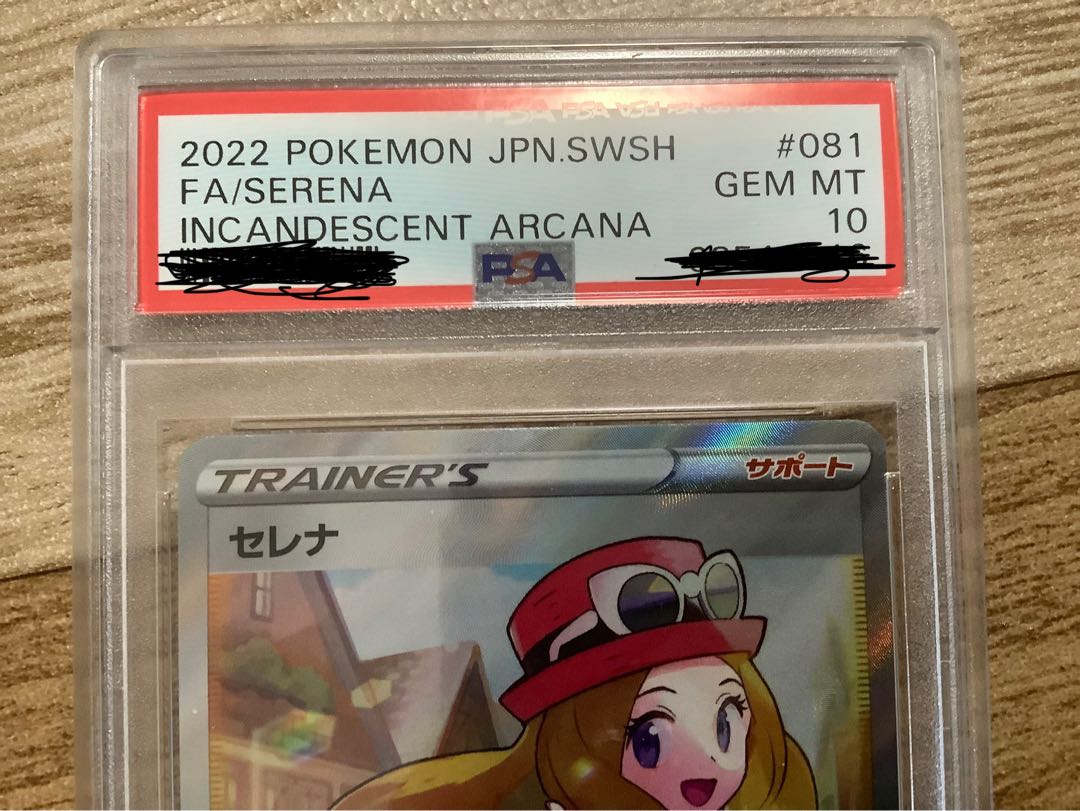 2022 POKEMON JPN.SWSH #081
FA/SERENA GEM MT
INCANDESCENT ARCANA 10
PSA
TRAINER'S サポート
セレナ